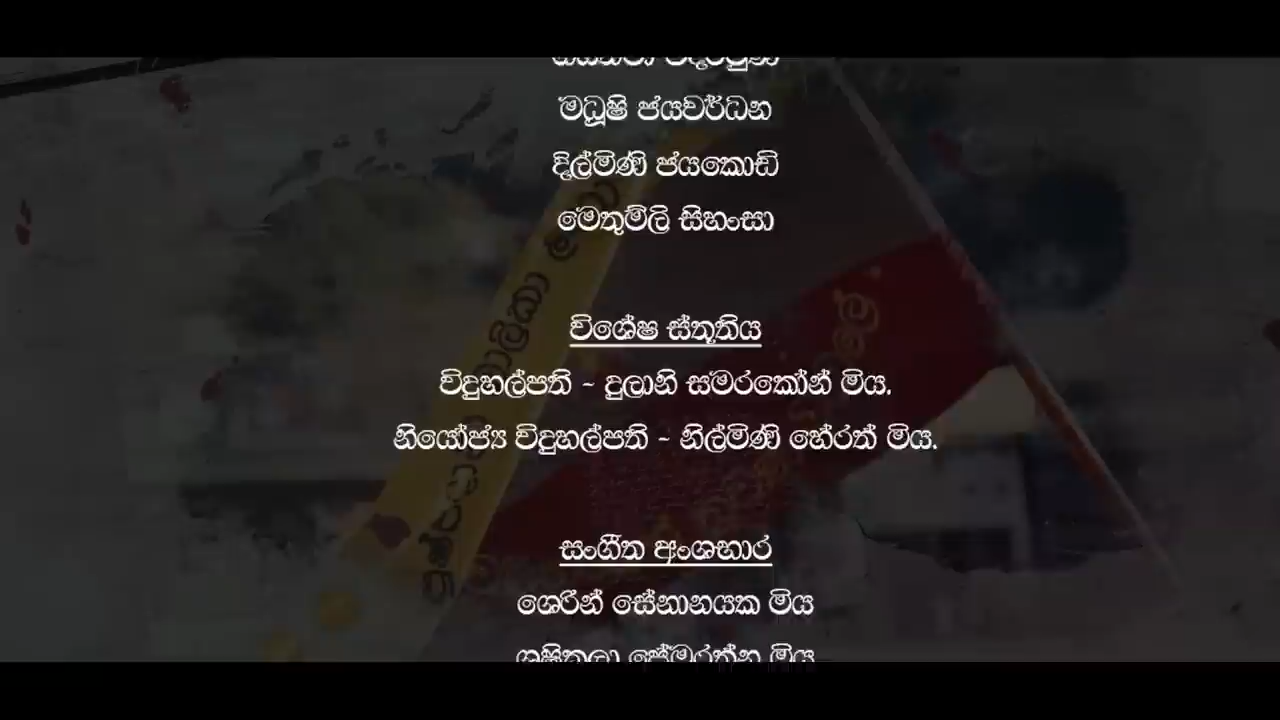 මධුෂි ජයවර්ධන
දිල්මිණි ජයකොඩි
මෙතුම්ලි සිහංසා
විශේෂ ස්තූතිය
විදුහල්පති ~ දුලානි සමරකෝන් මිය.
නියෝජ්‍ය විදුහල්පති ~ නිල්මිණි හේරත් මිය.
සංගීත අංශභාර
ශෙරින් සේනානයක මිය